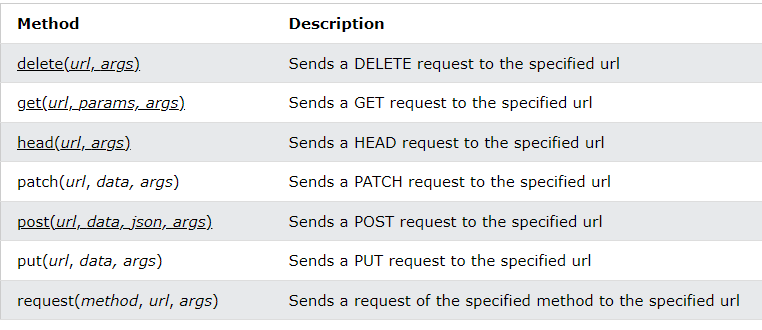 Method Description
delete(url, args) Sends a DELETE request to the specified url
get(url, params, args) Sends a GET request to the specified url
head(url, args) Sends a HEAD request to the specified url
patch(url, data, args) Sends a PATCH request to the specified url
post(url, data, json, args) Sends a POST request to the specified url
put(url, data, args) Sends a PUT request to the specified url
request(method, url, args) Sends a request of the specified method to the specified url